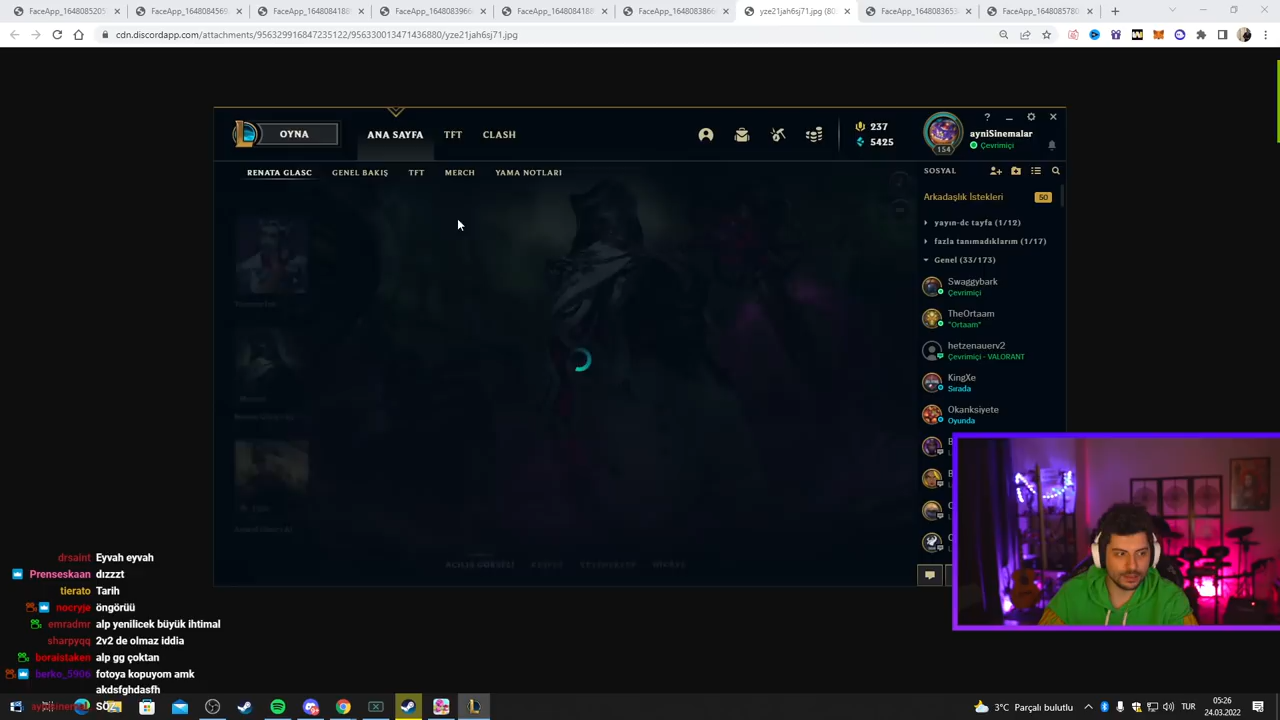 FaceApp_1648085205
FaceApp_1648084569
FaceApp_1648084188
FaceApp_1648083966
FaceApp_1648084188
FaceApp_1648083866
yze21jah6sj71.jpg (80
FaceApp_1648083653
FaceApp_1648085780
cdn.discordapp.com/attachments/956329916847235122/956330013471436880/yze21jah6sj71.jpg
OYNA
ANA SAYFA
TFT
CLASH
237
5425
154
ayniSinemalar
Çevrimiçi
RENATA GLASC
GENEL BAKIŞ
TFT
MERCH
YAMA NOTLARI
SOSYAL
Arkadaşlık İstekleri
50
yayın-dc tayfa (1/12)
fazla tanımadıklarım (1/17)
Genel (33/173)
Swaggybark
Çevrimiçi
TheOrtaam
"Ortaam"
hetzenauerv2
Çevrimiçi - VALORANT
KingXe
Sırada
Okanksiyete
Oyunda
drsaint Eyvah eyvah
Prenseskaan dızzzt
tierato Tarih
nocryje öngörüü
emradmr alp yenilicek büyük ihtimal
sharpyqq 2v2 de olmaz iddia
boraistaken alp gg çoktan
berko_5906 fotoya kopuyom amk
akdsfghdasfh
3°C Parçalı bulutlu
TUR
05:26
24.03.2022